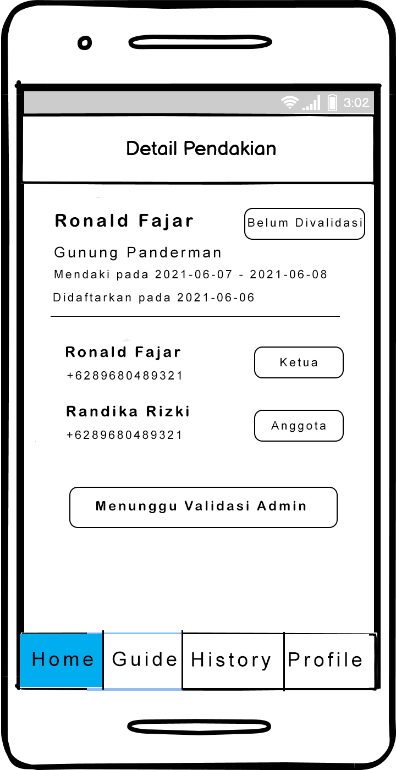 3:02
Detail Pendakian
Ronald Fajar
Belum Divalidasi
Gunung Panderman
Mendaki pada 2021-06-07 - 2021-06-08
Didaftarkan pada 2021-06-06
Ronald Fajar
+6289680489321
Ketua
Randika Rizki
+6289680489321
Anggota
Menunggu Validasi Admin
Home Guide History Profile